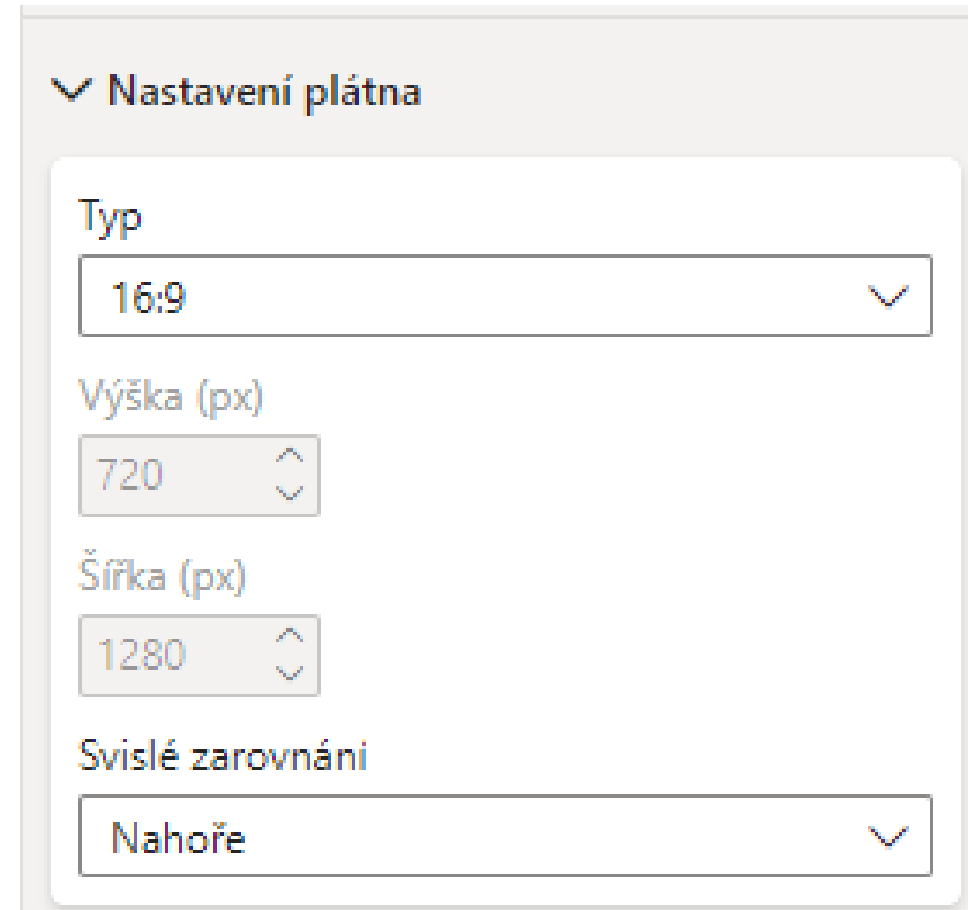 Nastavení plátna
Typ
16:9
Výška (px)
720
Šířka (px)
1280
Svislé zarovnání
Nahoře